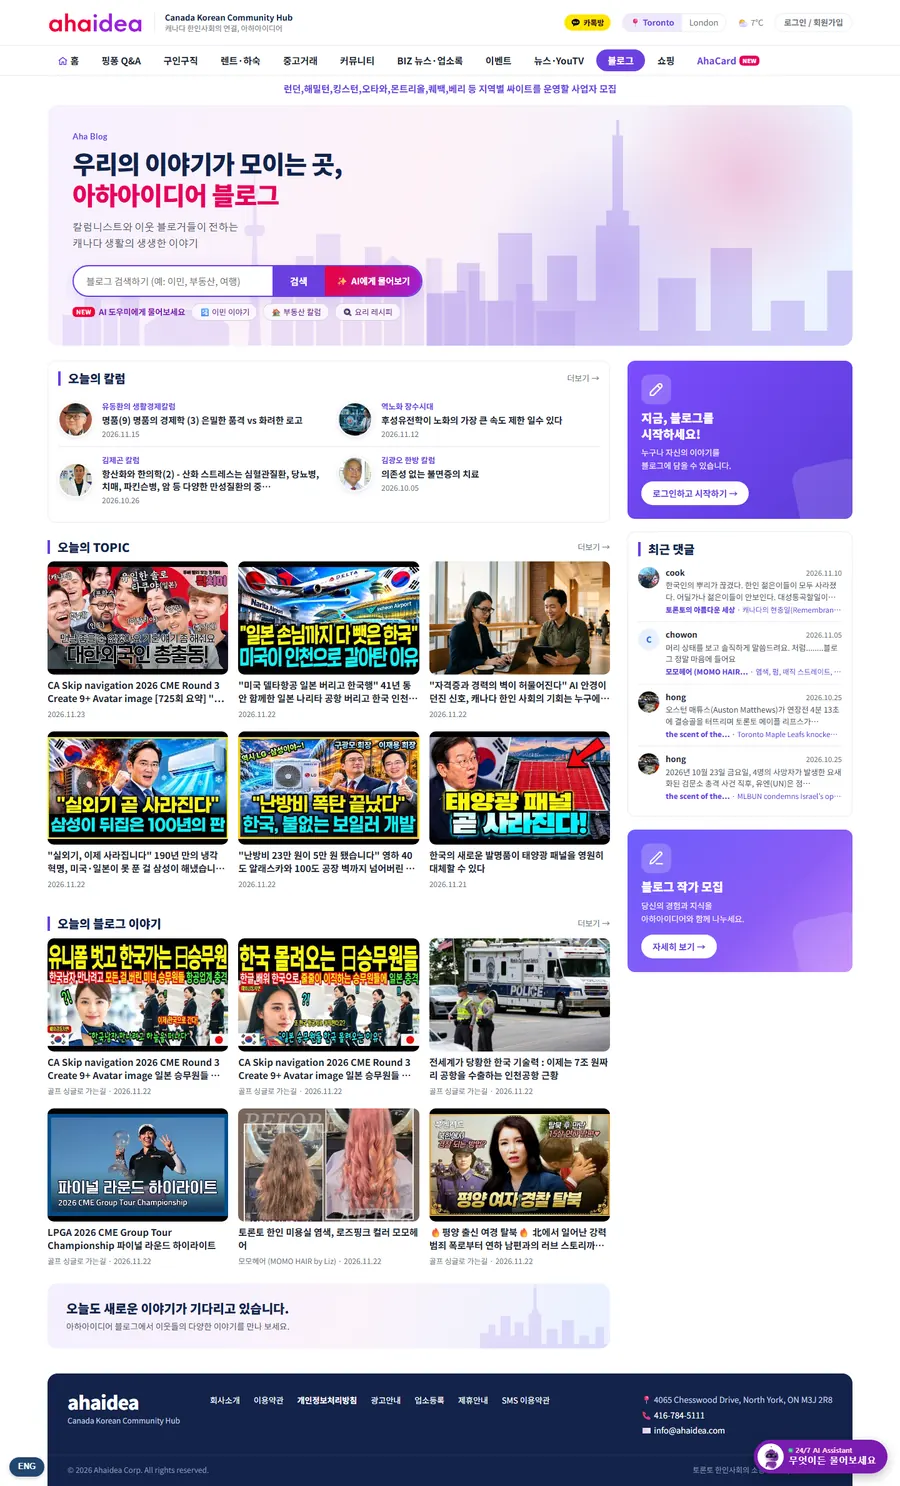 ahaidea
Canada Korean Community Hub
캐나다 한인사회의 연결, 아하아이디어
카톡방
Toronto
London
7°C
로그인 / 회원가입
홈
핑퐁 Q&A
구인구직
렌트·하숙
중고거래
커뮤니티
BIZ 뉴스·업소록
이벤트
뉴스·YouTV
블로그
쇼핑
AhaCard NEW
런던,해밀턴,킹스턴,오타와,몬트리올,퀘백,베리 등 지역별 싸이트를 운영할 사업자 모집
Aha Blog
우리의 이야기가 모이는 곳,
아하아이디어 블로그
칼럼니스트와 이웃 블로거들이 전하는
캐나다 생활의 생생한 이야기
블로그 검색하기 (예: 이민, 부동산, 여행)
검색
AI에게 물어보기
NEW AI 도우미에게 물어보세요
이민 이야기
부동산 칼럼
요리 레시피
오늘의 칼럼
더보기 →
유동환의 생활경제칼럼
명품(9) 명품의 경제학 (3) 은밀한 품격 vs 화려한 로고
2026.11.15
역노화 장수시대
후성유전학이 노화의 가장 큰 속도 제한 일수 있다
2026.11.12
김제곤 칼럼
항산화와 한의학(2) - 산화 스트레스는 심혈관질환, 당뇨병,
치매, 파킨슨병, 암 등 다양한 만성질환의 중…
2026.10.26
김광오 한방 칼럼
의존성 없는 불면증의 치료
2026.10.05
지금, 블로그를
시작하세요!
누구나 자신의 이야기를
블로그에 담을 수 있습니다.
로그인하고 시작하기 →
오늘의 TOPIC
더보기 →
유일한 솔로
타쿠야(일본)
대한외국인 총출동!
CA Skip navigation 2026 CME Round 3
Create 9+ Avatar image [725회 요약] "…
2026.11.23
DELTA
Narita Airport
Incheon Airport
"일본 손님까지 다 뺏은 한국"
미국이 인천으로 갈아탄 이유
"미국 델타항공 일본 버리고 한국행" 41년 동
안 함께한 일본 나리타 공항 버리고 한국 인천…
2026.11.22
"자격증과 경력의 벽이 허물어진다" AI 안경이
던진 신호, 캐나다 한인 사회의 기회는 누구에…
2026.11.22
"실외기 곧 사라진다"
삼성이 뒤집은 100년의 판
"실외기, 이제 사라집니다" 190년 만의 냉각
혁명, 미국·일본이 못 푼 걸 삼성이 해냈습니…
2026.11.22
역시 LG·삼성이야~!
구광모 회장
이재용 회장
"난방비 폭탄 끝났다"
한국, 불없는 보일러 개발
"난방비 23만 원이 5만 원 됐습니다" 영하 40
도 알래스카와 100도 공장 벽까지 넘어버린 …
2026.11.22
태양광 패널
곧 사라진다!
한국의 새로운 발명품이 태양광 패널을 영원히
대체할 수 있다
2026.11.21
최근 댓글
cook
2026.11.10
한국인의 뿌리가 끊겼다. 한인 젊은이들이 모두 사라졌
다. 어딜가나 젊은이들이 안보인다. 대성통곡할일이…
토론토의 아름다운 세상 · 캐나다의 현충일(Remembran…
C
chowon
2026.11.05
머리 상태를 보고 솔직하게 말씀드려요. 처럼........블로
그 정말 마음에 들어요
모모헤어 (MOMO HAIR… · 염색, 펌, 매직 스트레이드, …
hong
2026.10.25
오스턴 매튜스(Auston Matthews)가 연장전 4분 13초
에 결승골을 터뜨리며 토론토 메이플 리프스가…
the scent of the… · Toronto Maple Leafs knocke…
hong
2026.10.24
2026년 10월 23일 금요일, 4명의 사망자가 발생한 요새
화된 검문소 총격 사건 직후, 유엔(UN)은 점…
the scent of the… · MLBUN condemns Israel's op…
블로그 작가 모집
당신의 경험과 지식을
아하아이디어와 함께 나누세요.
자세히 보기 →
오늘의 블로그 이야기
더보기 →
유니폼 벗고 한국가는 日승무원
CA Skip navigation 2026 CME Round 3
Create 9+ Avatar image 일본 승무원들 …
골프 싱글로 가는길 · 2026.11.22
한국 몰려오는 日승무원들
CA Skip navigation 2026 CME Round 3
Create 9+ Avatar image 일본 승무원들 …
골프 싱글로 가는길 · 2026.11.22
POLICE
전세계가 당황한 한국 기술력 : 이제는 7조 원짜
리 공항을 수출하는 인천공항 근황
골프 싱글로 가는길 · 2026.11.22
파이널 라운드 하이라이트
2026 CME Group Tour Championship
LPGA 2026 CME Group Tour
Championship 파이널 라운드 하이라이트
골프 싱글로 가는길 · 2026.11.22
BEFOR
토론토 한인 미용실 염색, 로즈핑크 컬러 모모헤
어
모모헤어 (MOMO HAIR by Liz) · 2026.11.22
평양 여자 경찰 탈북
🔥평양 출신 여경 탈북🔥 北에서 일어난 강력
범죄 폭로부터 연하 남편과의 러브 스토리까…
골프 싱글로 가는길 · 2026.11.22
오늘도 새로운 이야기가 기다리고 있습니다.
아하아이디어 블로그에서 이웃들의 다양한 이야기를 만나 보세요.
ahaidea
Canada Korean Community Hub
회사소개
이용약관
개인정보처리방침
광고안내
업소등록
제휴안내
SMS 이용약관
4065 Chesswood Drive, North York, ON M3J 2R8
416-784-5111
info@ahaidea.com
© 2026 Ahaidea Corp. All rights reserved.
토론토 한인사회의
ENG
24/7 AI Assistant
무엇이든 물어보세요